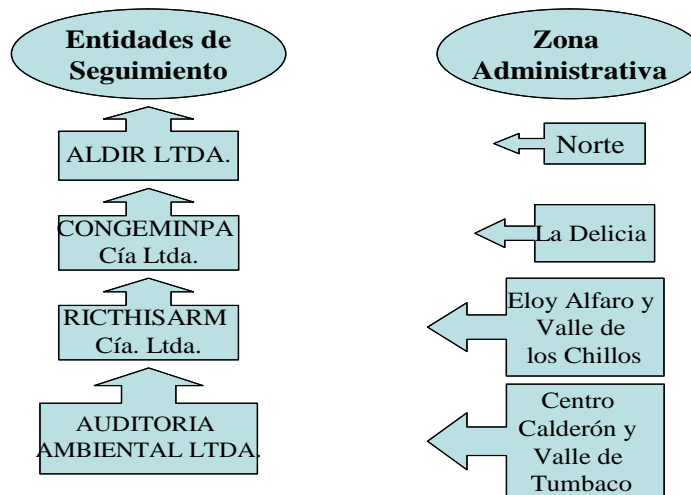 Entidades de
Seguimiento
Zona
Administrativa
ALDIR LTDA.
Norte
CONGEMINPA
Cía Ltda.
La Delicia
RICTHISARM
Cía. Ltda.
Eloy Alfaro y
Valle de
los Chillos
AUDITORIA
AMBIENTAL LTDA.
Centro
Calderón y
Valle de
Tumbaco